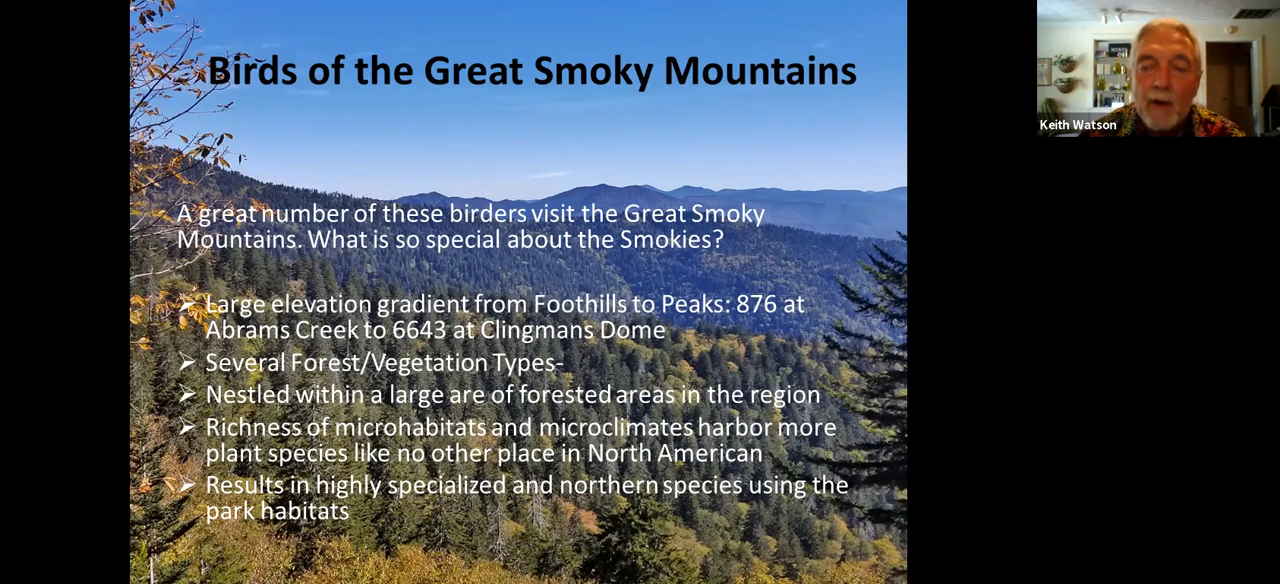 Birds of the Great Smoky Mountains
Keith Watson
A great number of these birders visit the Great Smoky
Mountains. What is so special about the Smokies?
Large elevation gradient from Foothills to Peaks: 876 at
Abrams Creek to 6643 at Clingmans Dome
Several Forest/Vegetation Types-
Nestled within a large are of forested areas in the region
Richness of microhabitats and microclimates harbor more
plant species like no other place in North American
Results in highly specialized and northern species using the
park habitats